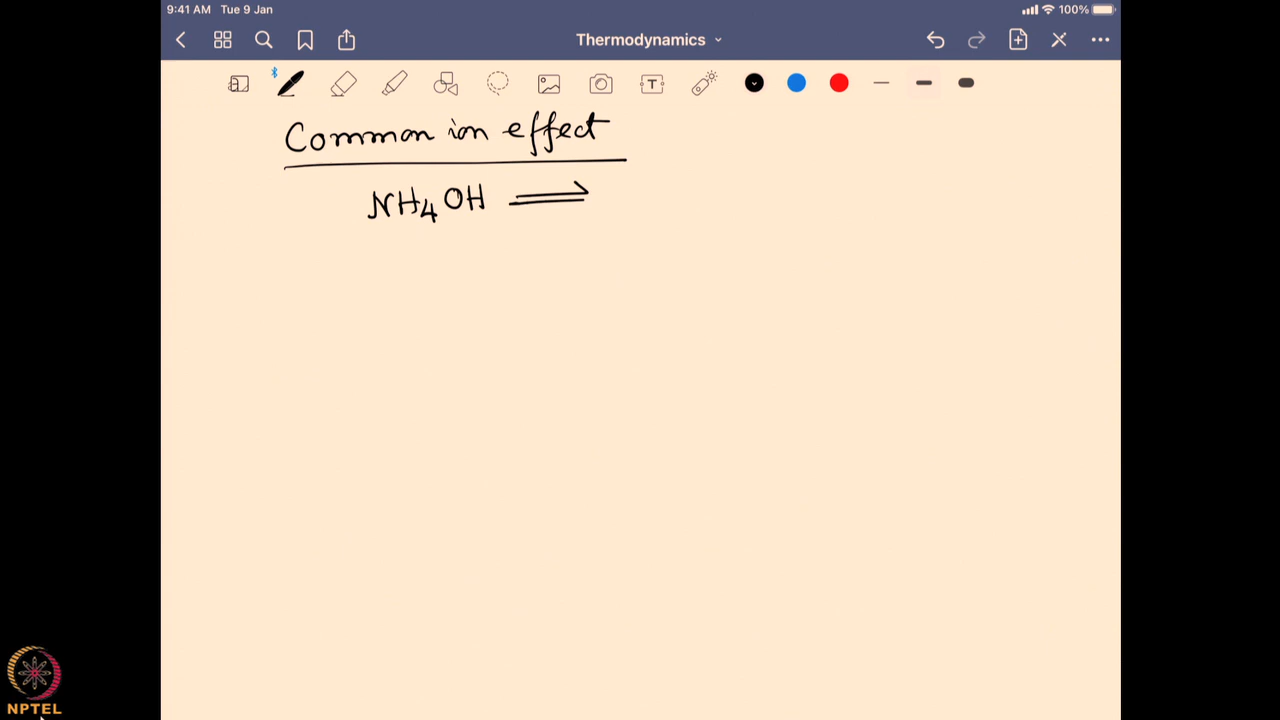 9:41 AM Tue 9 Jan 100%
Thermodynamics
T
Common ion effect
NH₄OH ⇌
NPTEL